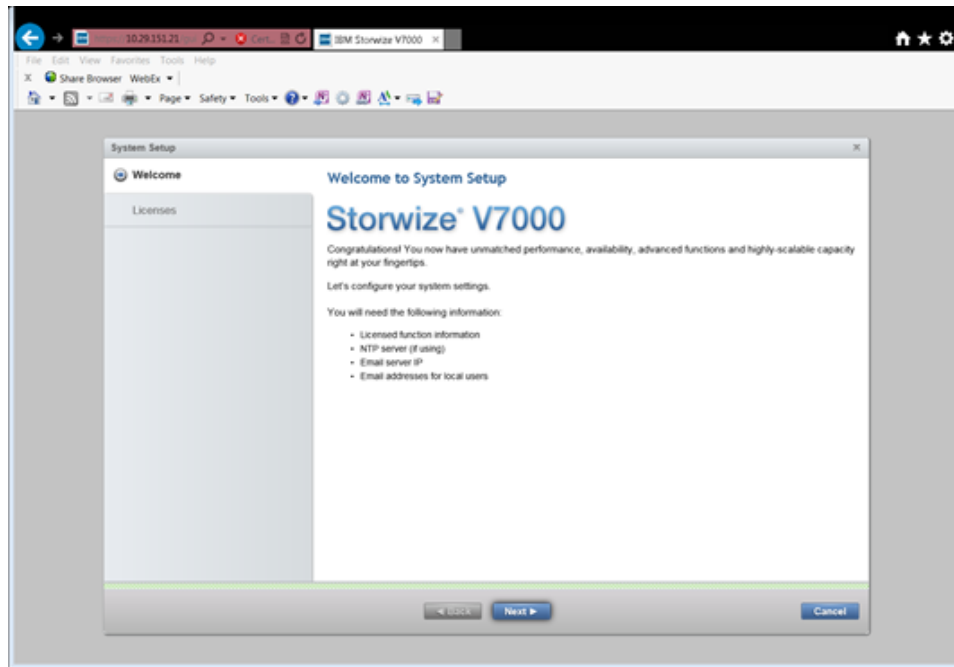 10.29.151.21
Cert...
IBM Storwize V7000
File Edit View Favorites Tools Help
X Share Browser WebEx
Page Safety Tools
System Setup
Welcome
Licenses
Welcome to System Setup
Storwize® V7000
Congratulations! You now have unmatched performance, availability, advanced functions and highly-scalable capacity
right at your fingertips.
Let's configure your system settings.
You will need the following information:
• Licensed function information
• NTP server (if using)
• Email server IP
• Email addresses for local users
Back
Next
Cancel